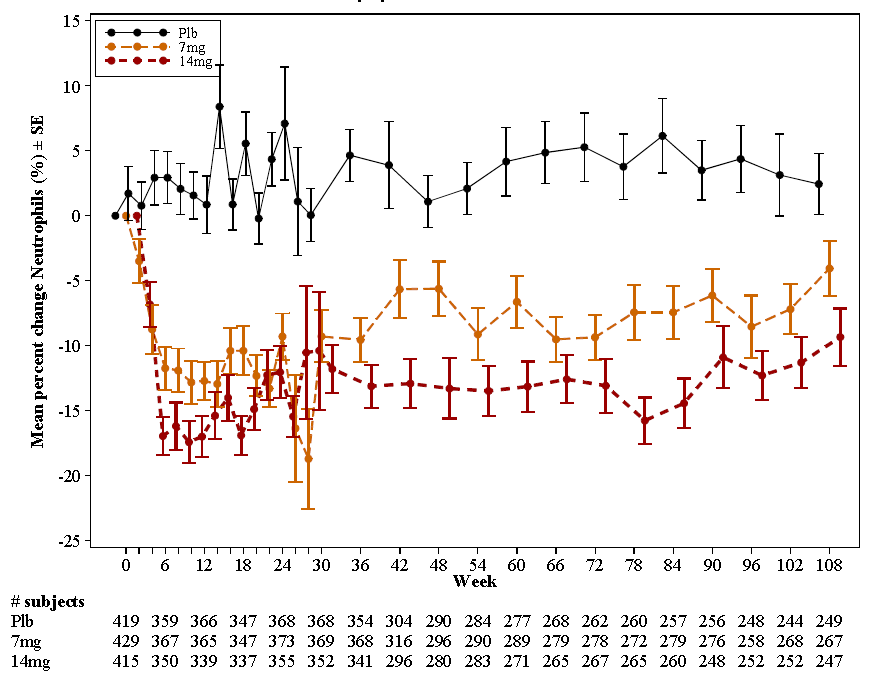 15
10
5
0
-5
-10
-15
-20
-25
Mean percent change Neutrophils (%) ± SE
Plb
7mg
14mg
0 6 12 18 24 30 36 42 48 54 60 66 72 78 84 90 96 102 108
Week
# subjects
Plb 419 359 366 347 368 368 354 304 290 284 277 268 262 260 257 256 248 244 249
7mg 429 367 365 347 373 369 368 316 296 290 289 279 278 272 279 276 258 268 267
14mg 415 350 339 337 355 352 341 296 280 283 271 265 267 265 260 248 252 252 247